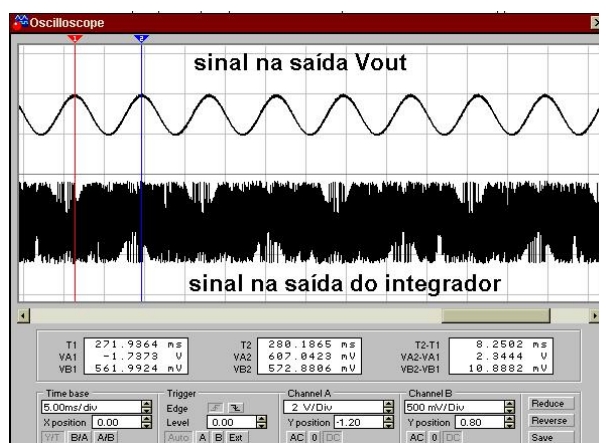 Oscilloscope
1 2
sinal na saída Vout
sinal na saída do integrador
T1 271.9364 ms T2 280.1865 ms T2-T1 8.2502 ms
VA1 -1.7373 V VA2 607.0423 mV VA2-VA1 2.3444 V
VB1 561.9924 mV VB2 572.8806 mV VB2-VB1 10.8882 mV
Time base Trigger Channel A Channel B
5.00ms/div Edge 2 V/Div 500 mV/Div Reduce
X position 0.00 Level 0.00 Y position -1.20 Y position 0.80 Reverse
Y/T B/A A/B Auto A B Ext AC 0 DC AC 0 DC Save